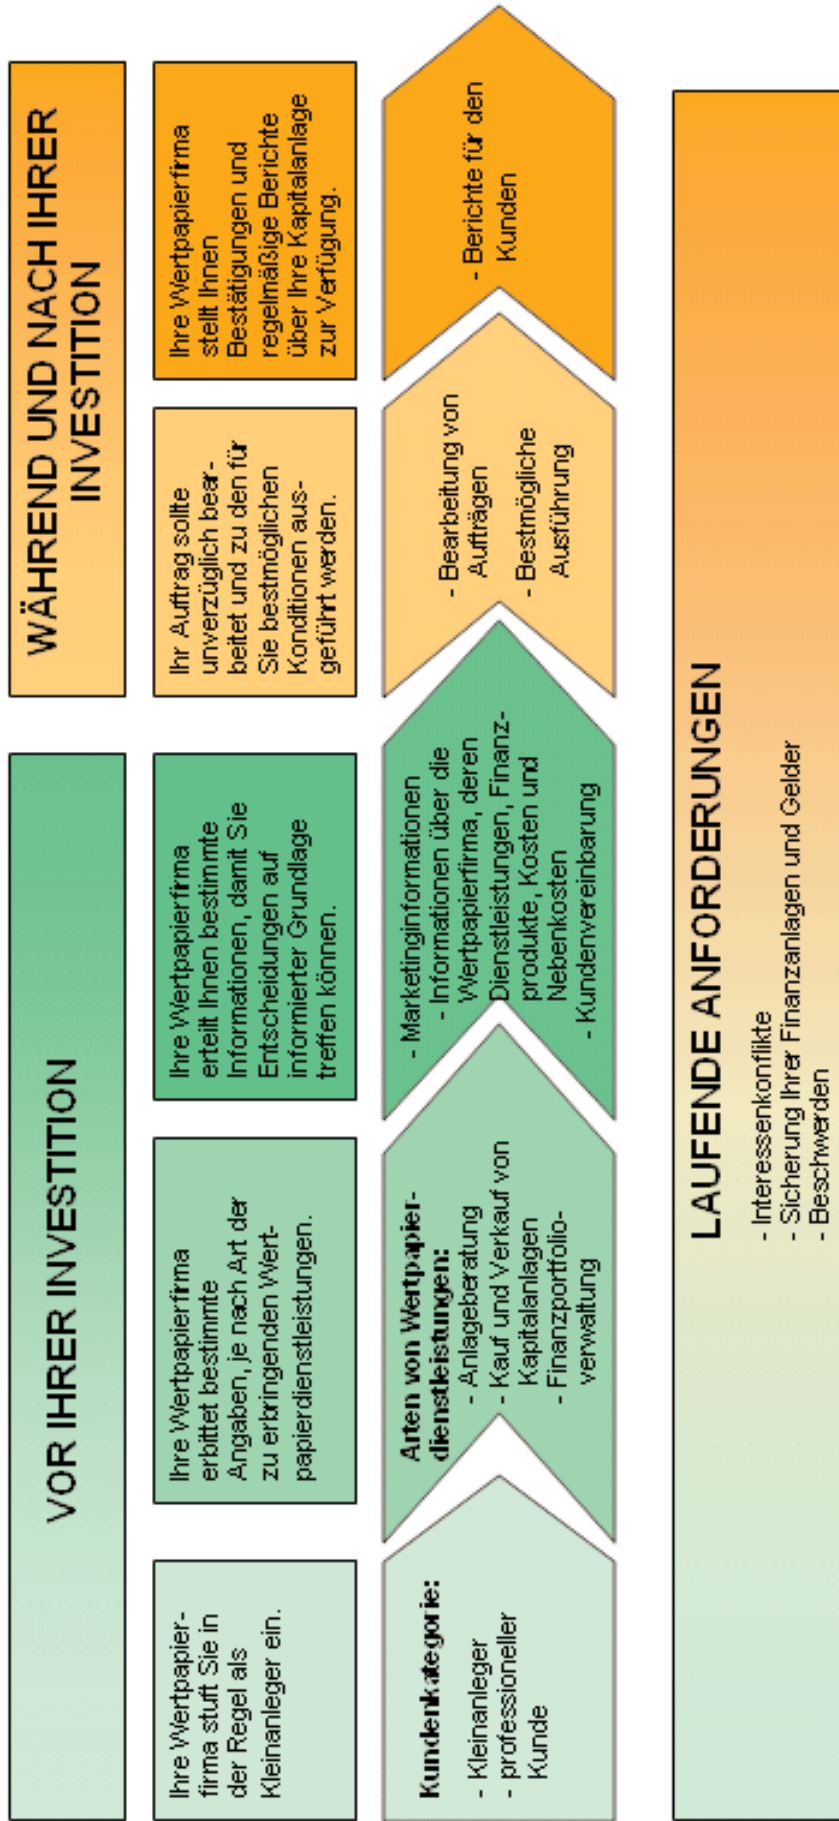 VOR IHRER INVESTITION
WÄHREND UND NACH IHRER
INVESTITION
Ihre Wertpapier-
firma stuft Sie in
der Regel als
Kleinanleger ein.
Ihre Wertpapierfirma
erbittet bestimmte
Angaben, je nach Art der
zu erbringenden Wert-
papierdienstleistungen.
Ihre Wertpapierfirma
erteilt Ihnen bestimmte
Informationen, damit Sie
Entscheidungen auf
informierter Grundlage
treffen können.
Ihr Auftrag sollte
unverzüglich bear-
beitet und zu den für
Sie bestmöglichen
Konditionen aus-
geführt werden.
Ihre Wertpapierfirma
stellt Ihnen
Bestätigungen und
regelmäßige Berichte
über Ihre Kapitalanlage
zur Verfügung.
Kundenkategorie:
- Kleinanleger
- professioneller
Kunde
Arten von Wertpapier-
dienstleistungen:
- Anlageberatung
- Kauf und Verkauf von
Kapitalanlagen
- Finanzportfolio-
verwaltung
- Marketinginformationen
- Informationen über die
Wertpapierfirma, deren
Dienstleistungen, Finanz-
produkte, Kosten und
Nebenkosten
- Kundenvereinbarung
- Bearbeitung von
Aufträgen
- Bestmögliche
Ausführung
- Berichte für den
Kunden
LAUFENDE ANFORDERUNGEN
- Interessenkonflikte
- Sicherung Ihrer Finanzanlagen und Gelder
- Beschwerden